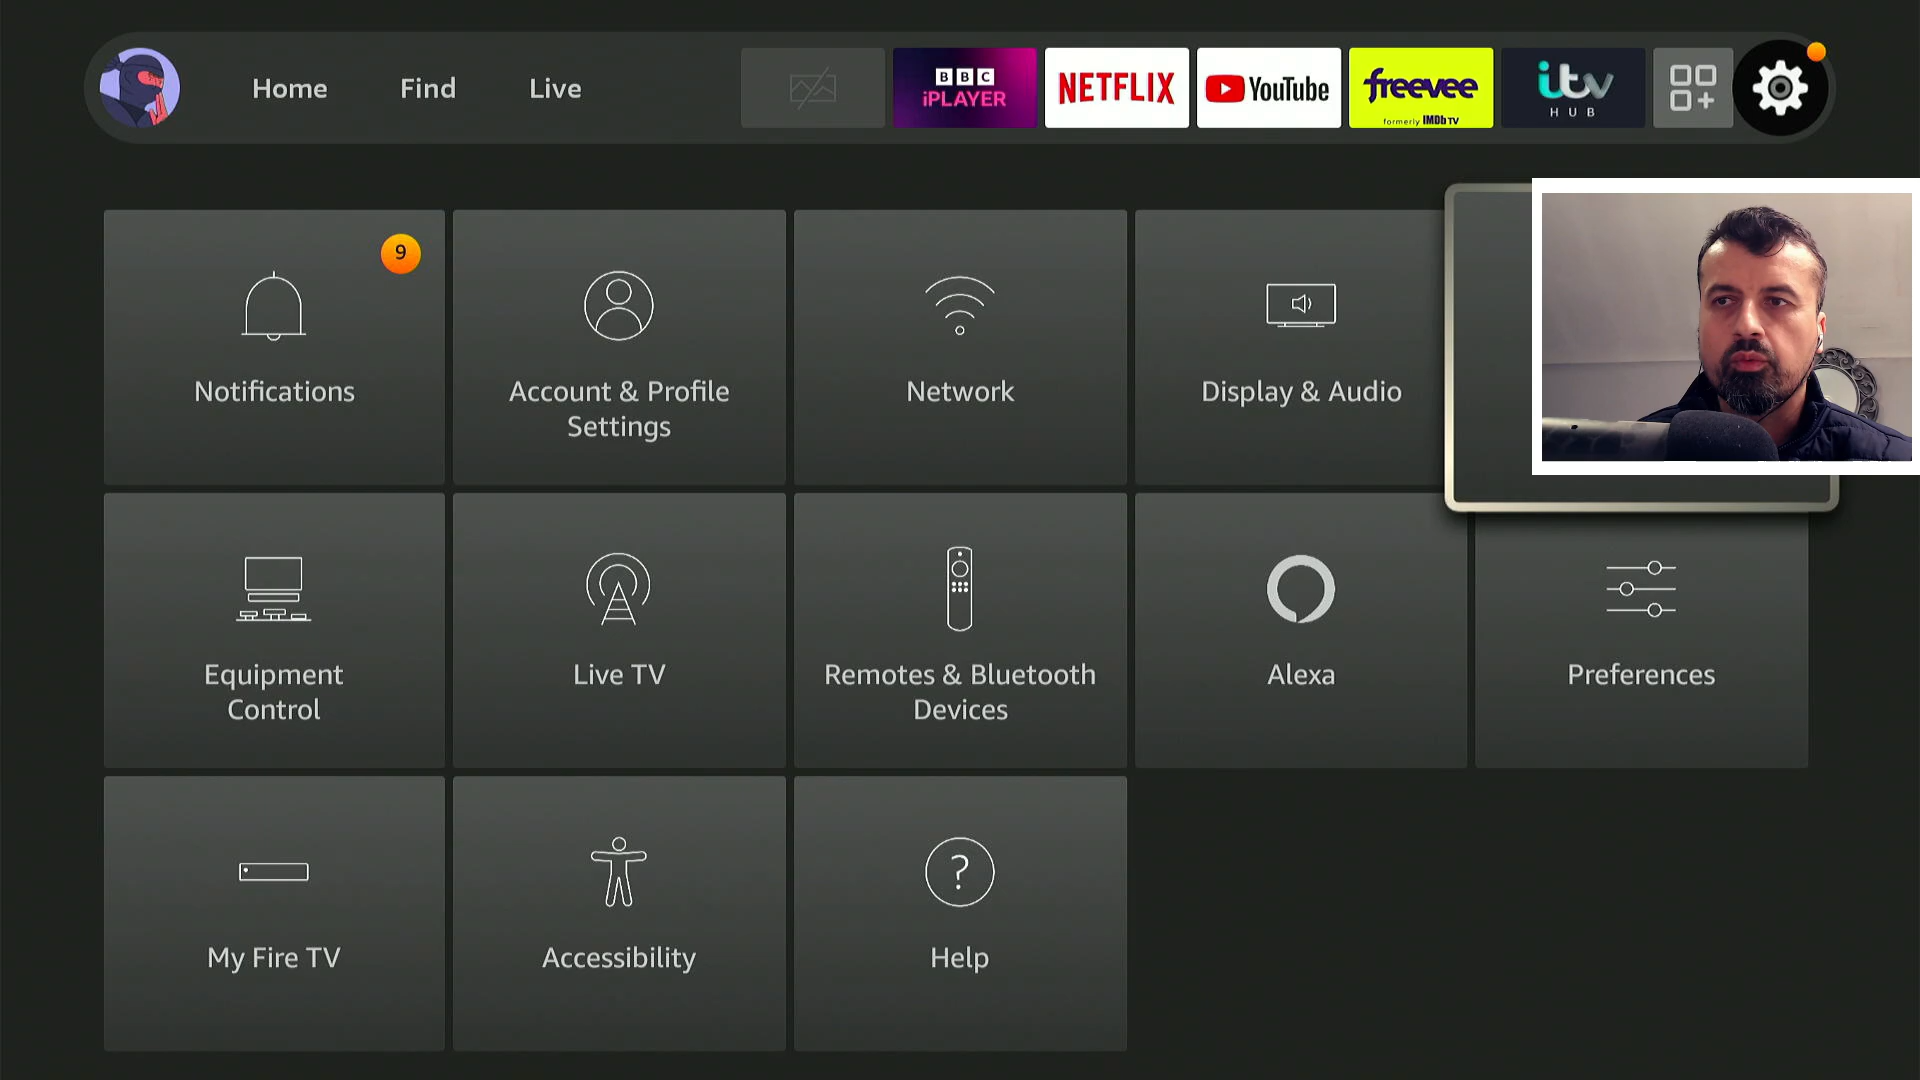 Home
Find
Live
BBC
iPLAYER
NETFLIX
YouTube
freevee
formerly IMDb TV
itv
HUB
9
Notifications
Account & Profile
Settings
Network
Display & Audio
Equipment
Control
Live TV
Remotes & Bluetooth
Devices
Alexa
Preferences
My Fire TV
Accessibility
?
Help